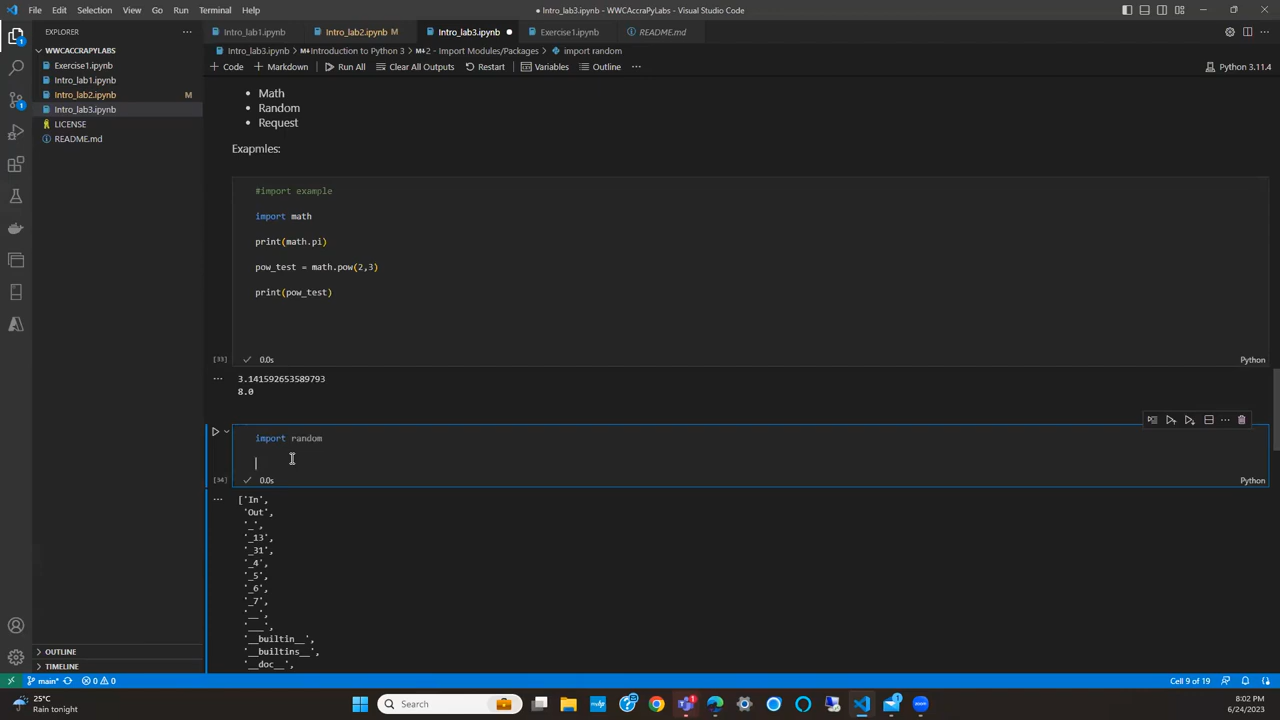 File Edit Selection View Go Run Terminal Help
● Intro_lab3.ipynb - WWCAccraPyLabs - Visual Studio Code
EXPLORER ···
WWCACCRAPYLABS
Exercise1.ipynb
Intro_lab1.ipynb
Intro_lab2.ipynb M
Intro_lab3.ipynb
LICENSE
README.md
OUTLINE
TIMELINE
Intro_lab1.ipynb Intro_lab2.ipynb M Intro_lab3.ipynb ● Exercise1.ipynb README.md
Intro_lab3.ipynb > M↓Introduction to Python 3 > M↓2 - Import Modules/Packages > import random
+ Code + Markdown Run All Clear All Outputs Restart Variables Outline ··· Python 3.11.4
• Math
• Random
• Request
Exapmles:
#import example
import math
print(math.pi)
pow_test = math.pow(2,3)
print(pow_test)
[33] ✓ 0.0s Python
3.141592653589793
8.0
import random
[34] ✓ 0.0s Python
['In',
'Out',
'_',
'_13',
'_31',
'_4',
'_5',
'_6',
'_7',
'__',
'___',
'__builtin__',
'__builtins__',
'__doc__',
main* 0 0 Cell 9 of 19
25°C
Rain tonight
Search
8:02 PM
6/24/2023